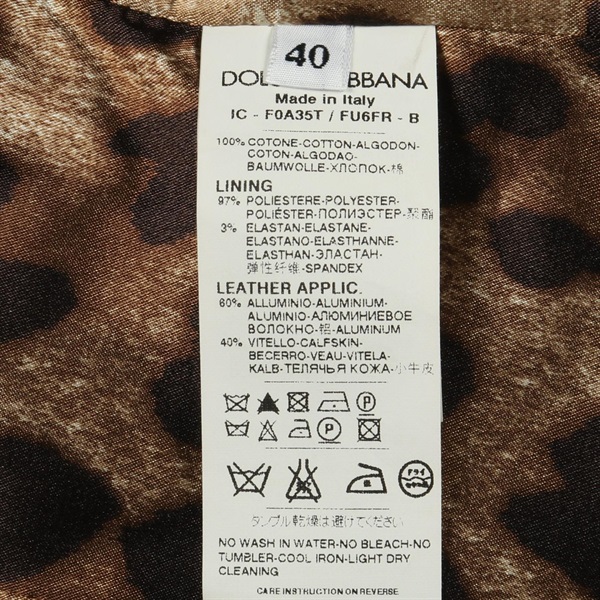 40
DOLCE & GABBANA
Made in Italy
IC - F0A35T / FU6FR - B
100% COTONE-COTTON-ALGODON-
COTON-ALGODAO-
BAUMWOLLE-ХЛОПОК-棉
LINING
97% POLIESTERE-POLYESTER-
POLIÉSTER-ПОЛИЭСТЕР-聚酯
3% ELASTAN-ELASTANE-
ELASTANO-ELASTHANNE-
ELASTHAN-ЭЛАСТАН-
弹性纤维-SPANDEX
LEATHER APPLIC.
60% ALLUMINIO-ALUMINIUM-
ALUMINIO-АЛЮМИНИЕВОЕ
ВОЛОКНО-铝-ALUMINUM
40% VITELLO-CALFSKIN-
BECERRO-VEAU-VITELA-
KALB-ТЕЛЯЧЬЯ КОЖА-小牛皮
P
P
ドライ
タンブル乾燥は避けて下さい
NO WASH IN WATER-NO BLEACH-NO
TUMBLER-COOL IRON-LIGHT DRY
CLEANING
CARE INSTRUCTION ON REVERSE